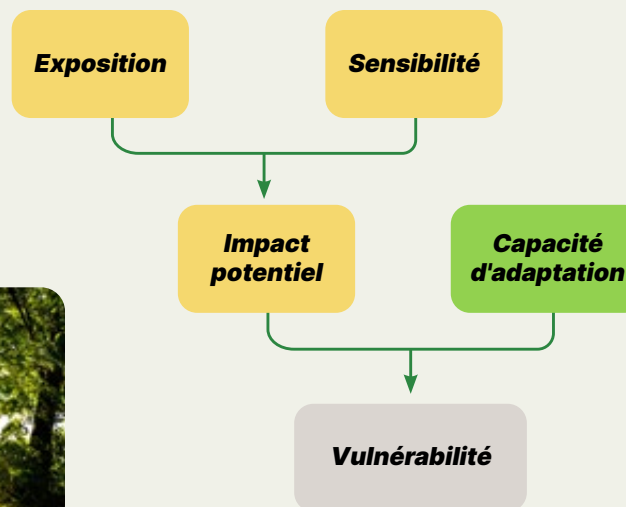 Exposition
Sensibilité
Impact
potentiel
Capacité
d'adaptation
Vulnérabilité